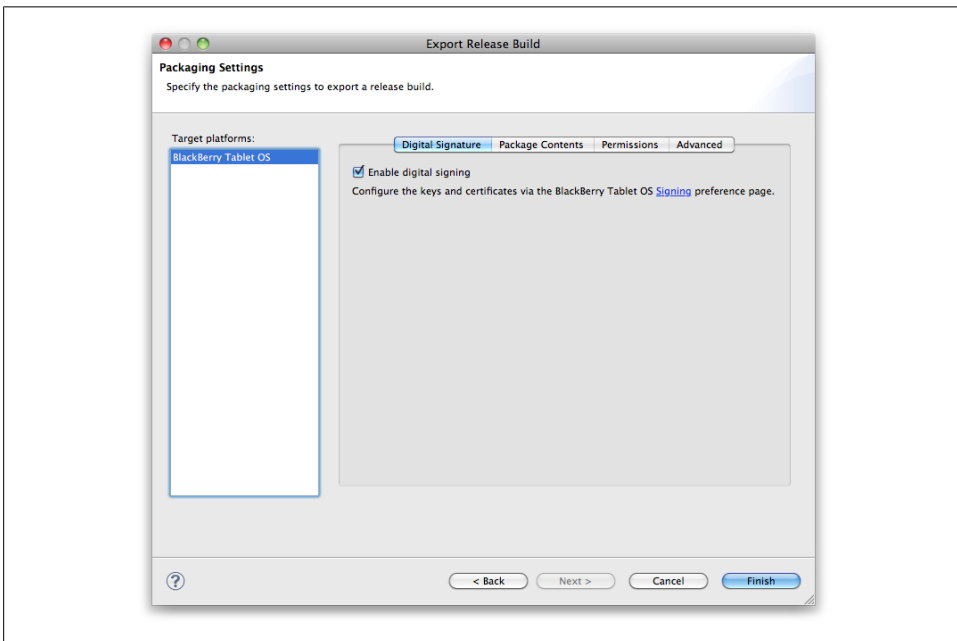 Export Release Build
Packaging Settings
Specify the packaging settings to export a release build.
Target platforms:
BlackBerry Tablet OS
Digital Signature Package Contents Permissions Advanced
Enable digital signing
Configure the keys and certificates via the BlackBerry Tablet OS Signing preference page.
?
< Back Next > Cancel Finish